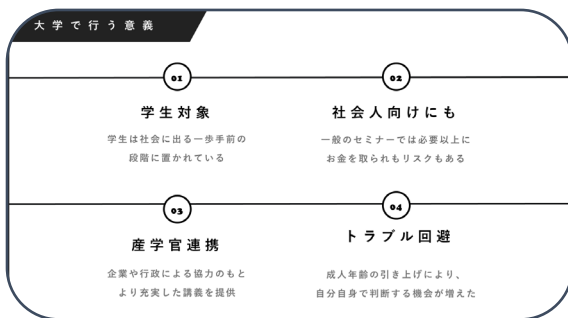 大学で行う意義
01
02
学生対象
社会人向けにも
学生は社会に出る一歩手前の
段階に置かれている
一般のセミナーでは必要以上に
お金を取られもリスクもある
03
04
産学官連携
トラブル回避
企業や行政による協力のもと
より充実した講義を提供
成人年齢の引き上げにより、
自分自身で判断する機会が増えた